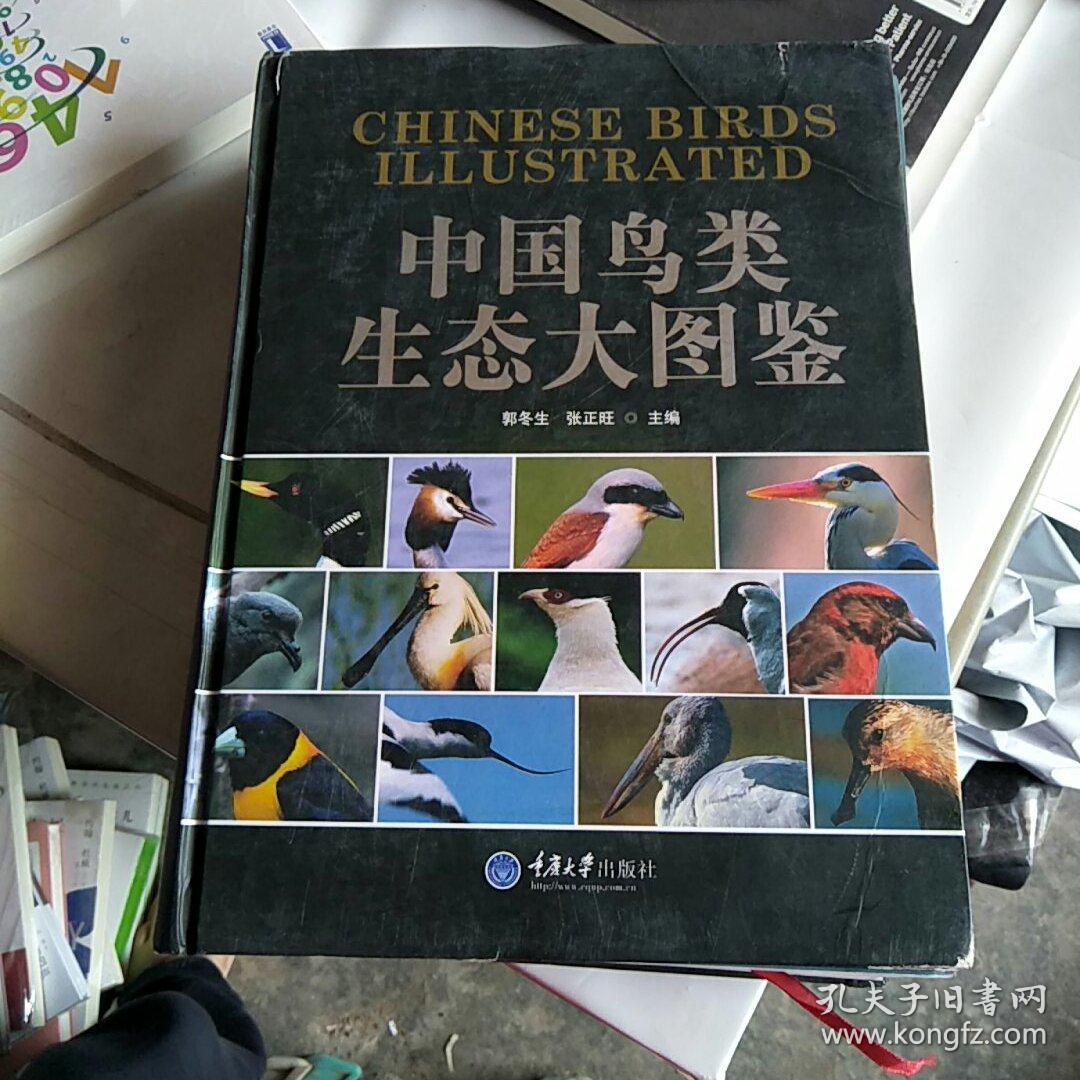 CHINESE BIRDS
ILLUSTRATED
中国鸟类
生态大图鉴
郭冬生 张正旺 ◎ 主编
重庆大学出版社
http://www.cqup.com.cn
孔夫子旧書网
www.kongfz.com